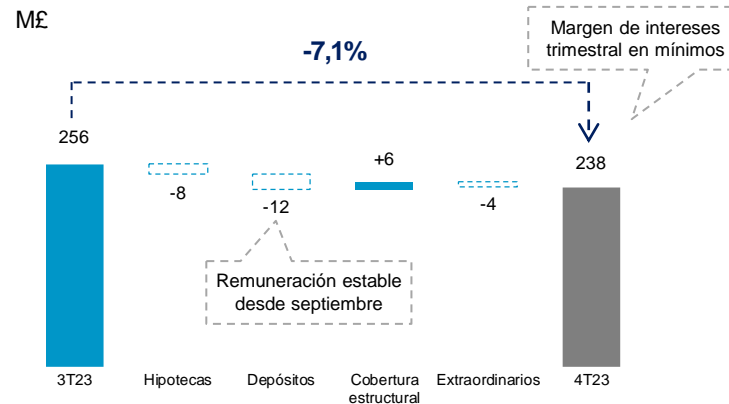 M£
Margen de intereses
trimestral en mínimos
-7,1%
256
-8
-12
+6
-4
238
Remuneración estable
desde septiembre
3T23
Hipotecas
Depósitos
Cobertura
estructural
Extraordinarios
4T23